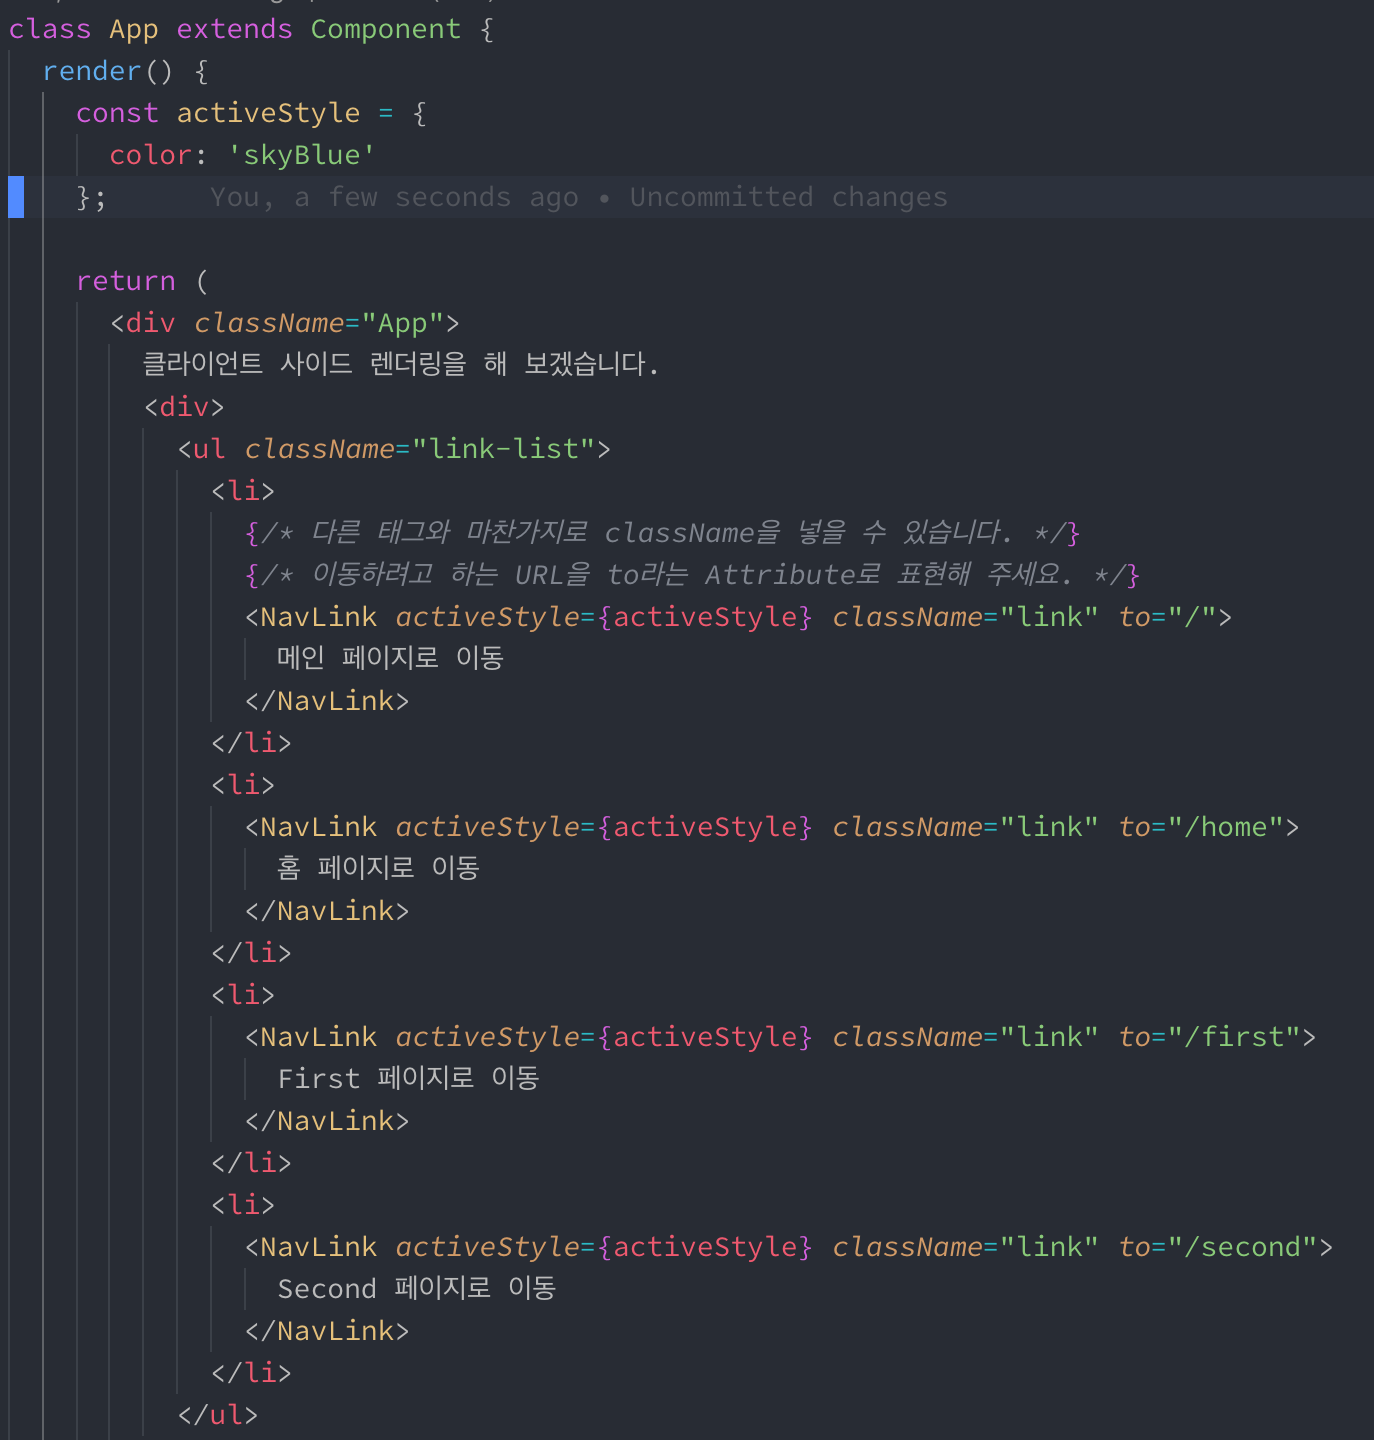 class App extends Component {
render() {
const activeStyle = {
color: 'skyBlue'
}; You, a few seconds ago • Uncommitted changes
return (
<div className="App">
클라이언트 사이드 렌더링을 해 보겠습니다.
<div>
<ul className="link-list">
<li>
{/* 다른 태그와 마찬가지로 className을 넣을 수 있습니다. */}
{/* 이동하려고 하는 URL을 to라는 Attribute로 표현해 주세요. */}
<NavLink activeStyle={activeStyle} className="link" to="/">
메인 페이지로 이동
</NavLink>
</li>
<li>
<NavLink activeStyle={activeStyle} className="link" to="/home">
홈 페이지로 이동
</NavLink>
</li>
<li>
<NavLink activeStyle={activeStyle} className="link" to="/first">
First 페이지로 이동
</NavLink>
</li>
<li>
<NavLink activeStyle={activeStyle} className="link" to="/second">
Second 페이지로 이동
</NavLink>
</li>
</ul>